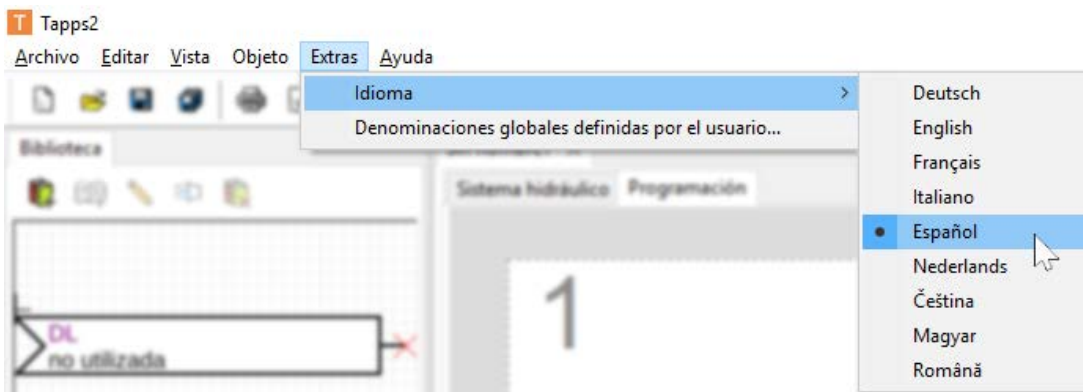 T Tapps2
Archivo Editar Vista Objeto Extras Ayuda
Idioma >
Denominaciones globales definidas por el usuario...
Deutsch
English
Français
Italiano
Español
Nederlands
Čeština
Magyar
Română
Biblioteca
Sistema hidráulico Programación
1
DL
no utilizada